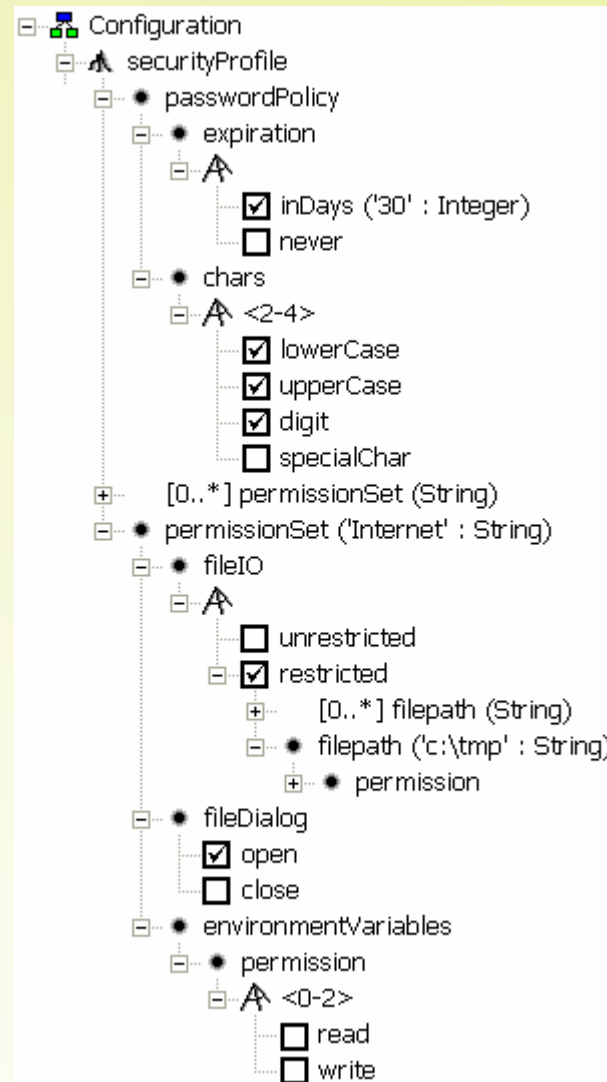 Configuration
securityProfile
passwordPolicy
expiration
inDays ('30' : Integer)
never
chars
<2-4>
lowerCase
upperCase
digit
specialChar
[0..*] permissionSet (String)
permissionSet ('Internet' : String)
fileIO
unrestricted
restricted
[0..*] filepath (String)
filepath ('c:\tmp' : String)
permission
fileDialog
open
close
environmentVariables
permission
<0-2>
read
write